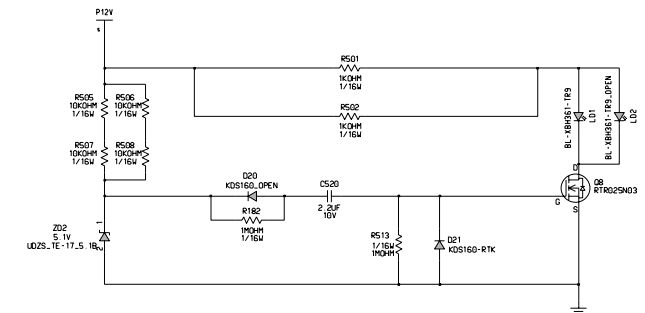 P12V
R501
1KOHM
1/16W
R502
1KOHM
1/16W
R505
10KOHM
1/16W
R506
10KOHM
1/16W
R507
10KOHM
1/16W
R508
10KOHM
1/16W
BL-XBH361-TR9
LD1
BL-XBH361-TR9_OPEN
LD2
D20
KDS160_OPEN
R182
1MOHM
1/16W
C520
2.2UF
10V
D
G
S
Q8
RTR025N03
ZD2
5.1V
UDZS_TE-17_5.1B
1
2
R513
1/16W
1MOHM
D21
KDS160-RTK